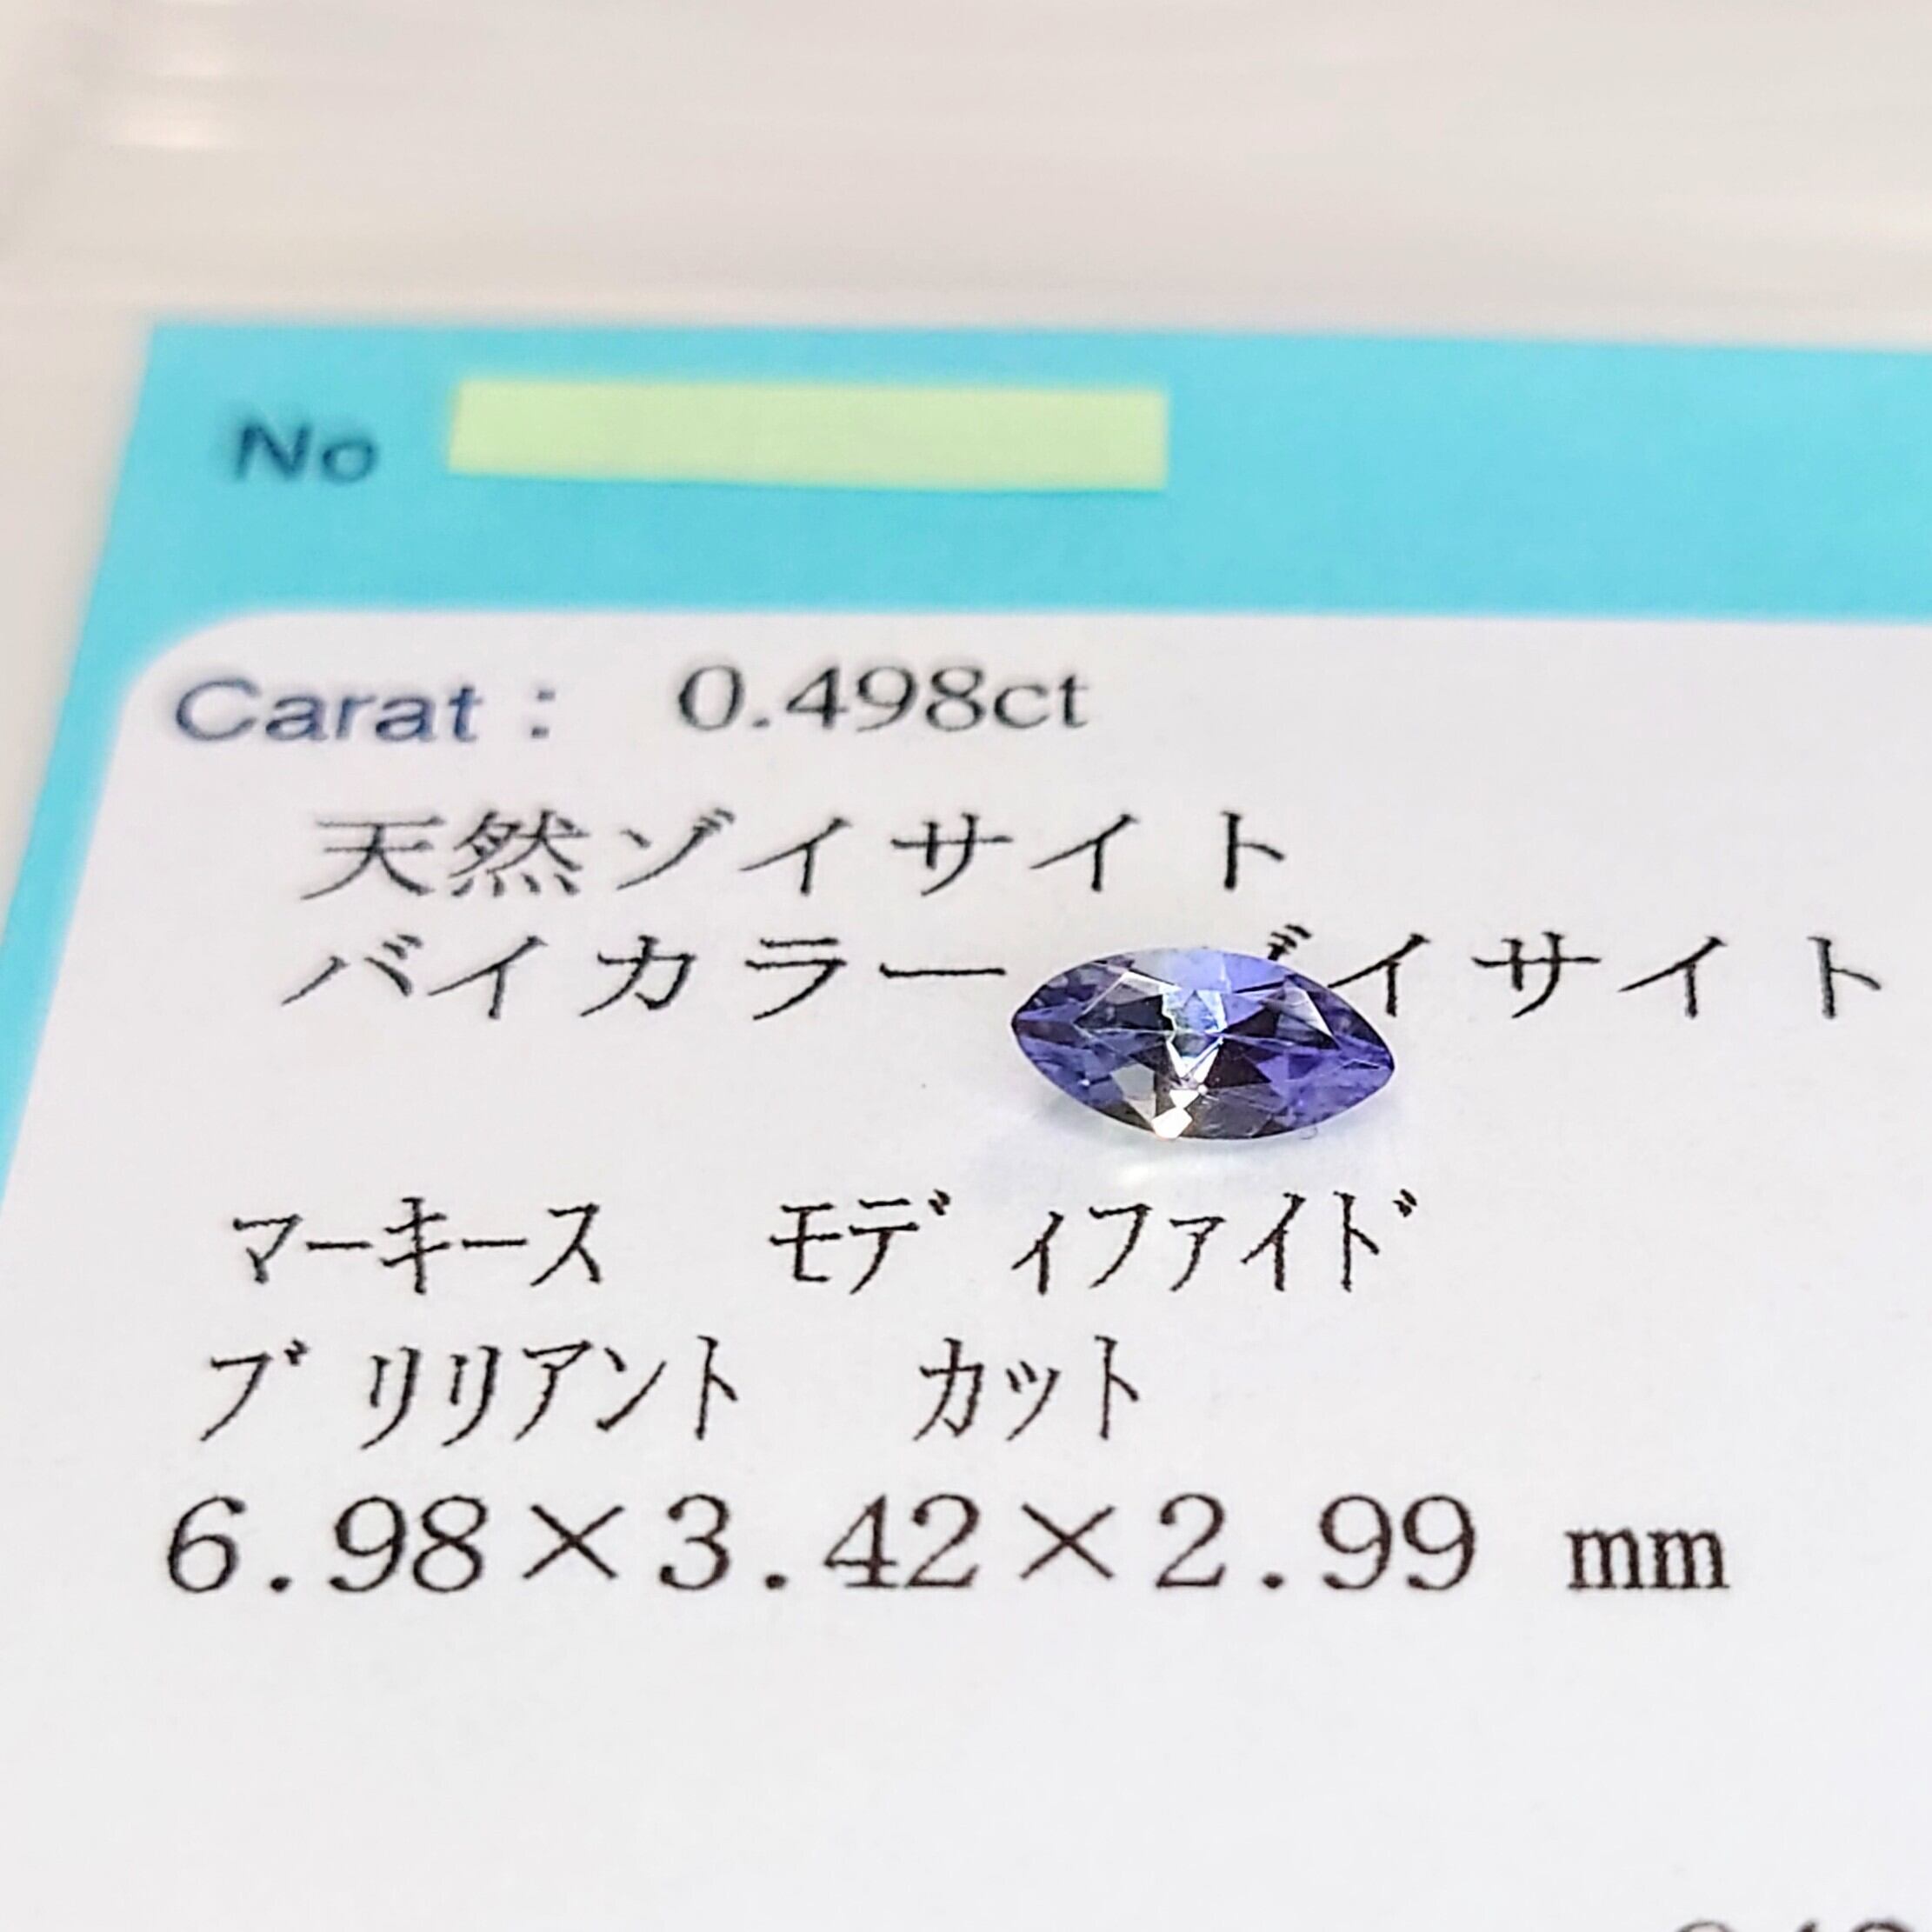 No
Carat : 0.498ct
天然ゾイサイト
バイカラーゾイサイト
マーキース モディファイド
ブリリアント カット
6.98×3.42×2.99 mm